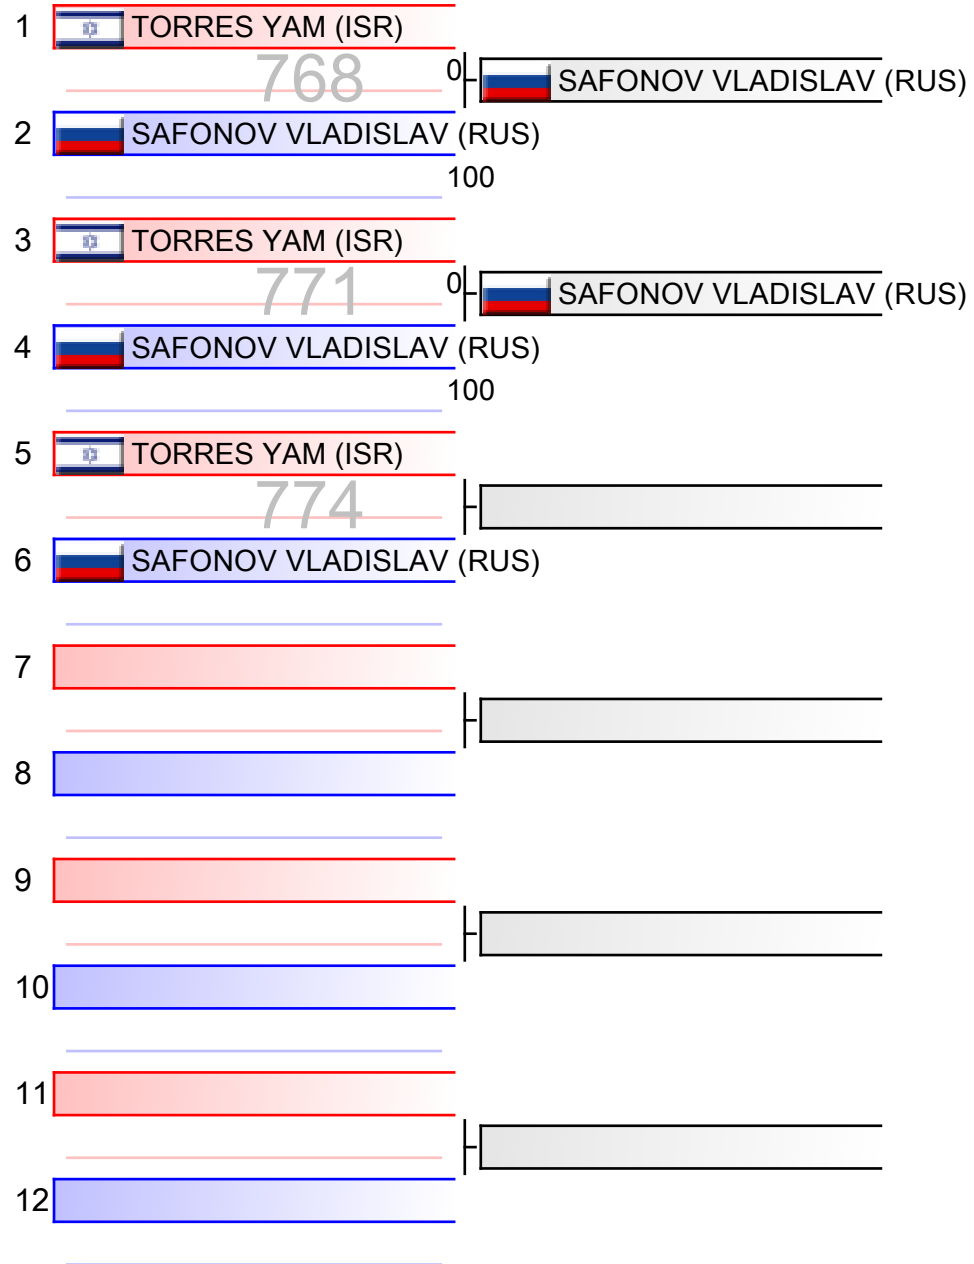 1 TORRES YAM (ISR)
768 0 SAFONOV VLADISLAV (RUS)
2 SAFONOV VLADISLAV (RUS)
100
3 TORRES YAM (ISR)
771 0 SAFONOV VLADISLAV (RUS)
4 SAFONOV VLADISLAV (RUS)
100
5 TORRES YAM (ISR)
774
6 SAFONOV VLADISLAV (RUS)
7
8
9
10
11
12